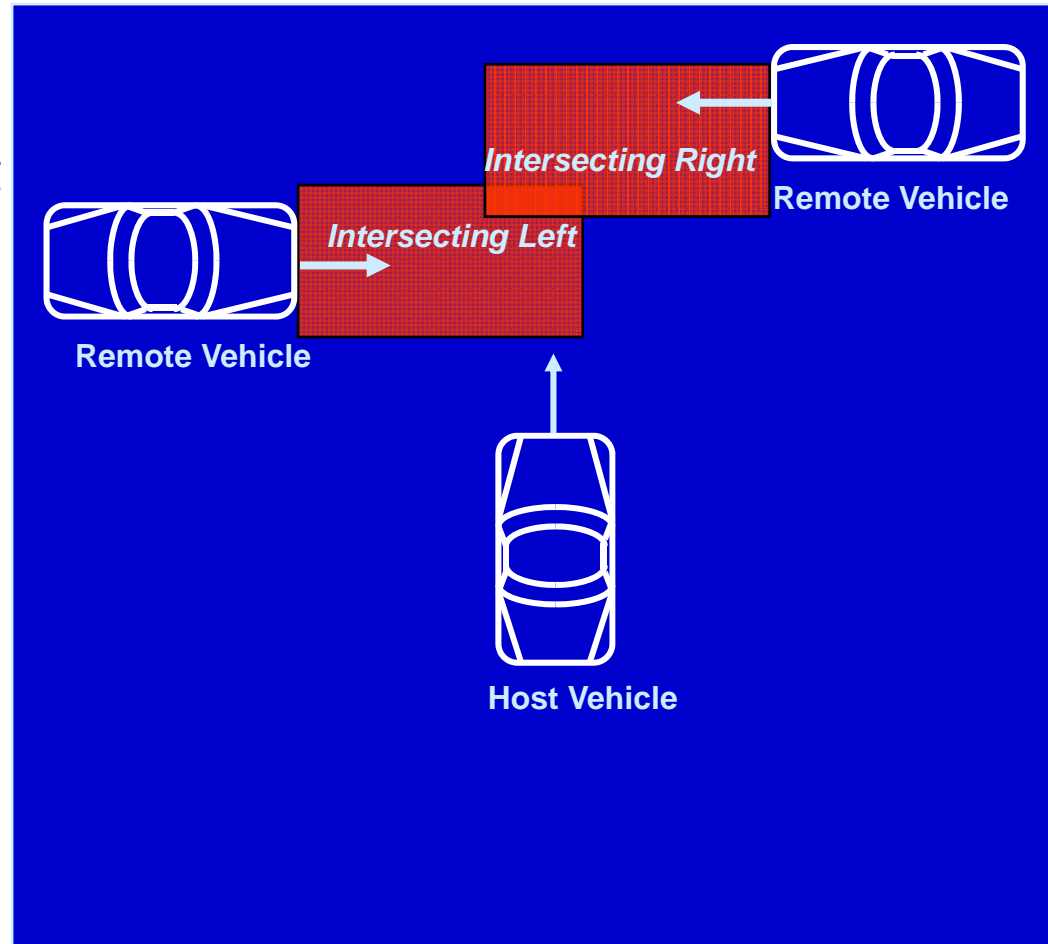 Intersecting Right
Remote Vehicle
Intersecting Left
Remote Vehicle
Host Vehicle